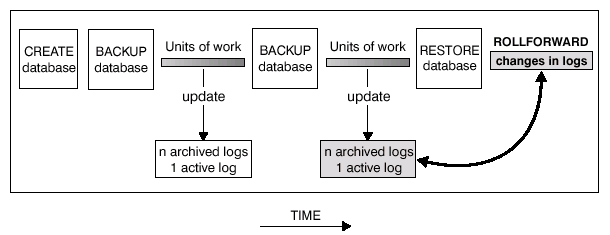 CREATE
database
BACKUP
database
Units of work
update
n archived logs
1 active log
BACKUP
database
Units of work
update
n archived logs
1 active log
RESTORE
database
ROLLFORWARD
changes in logs
TIME